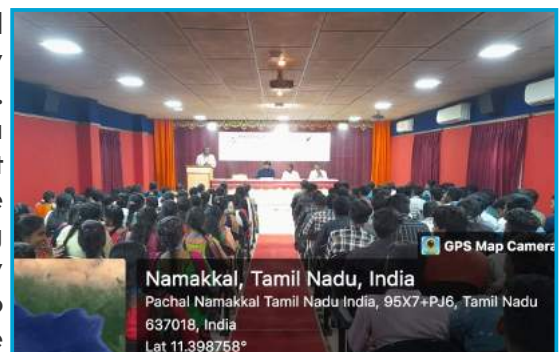 GPS Map Camera
Namakkal, Tamil Nadu, India
Pachal Namakkal Tamil Nadu India, 95X7+PJ6, Tamil Nadu
637018, India
Lat 11.398758°